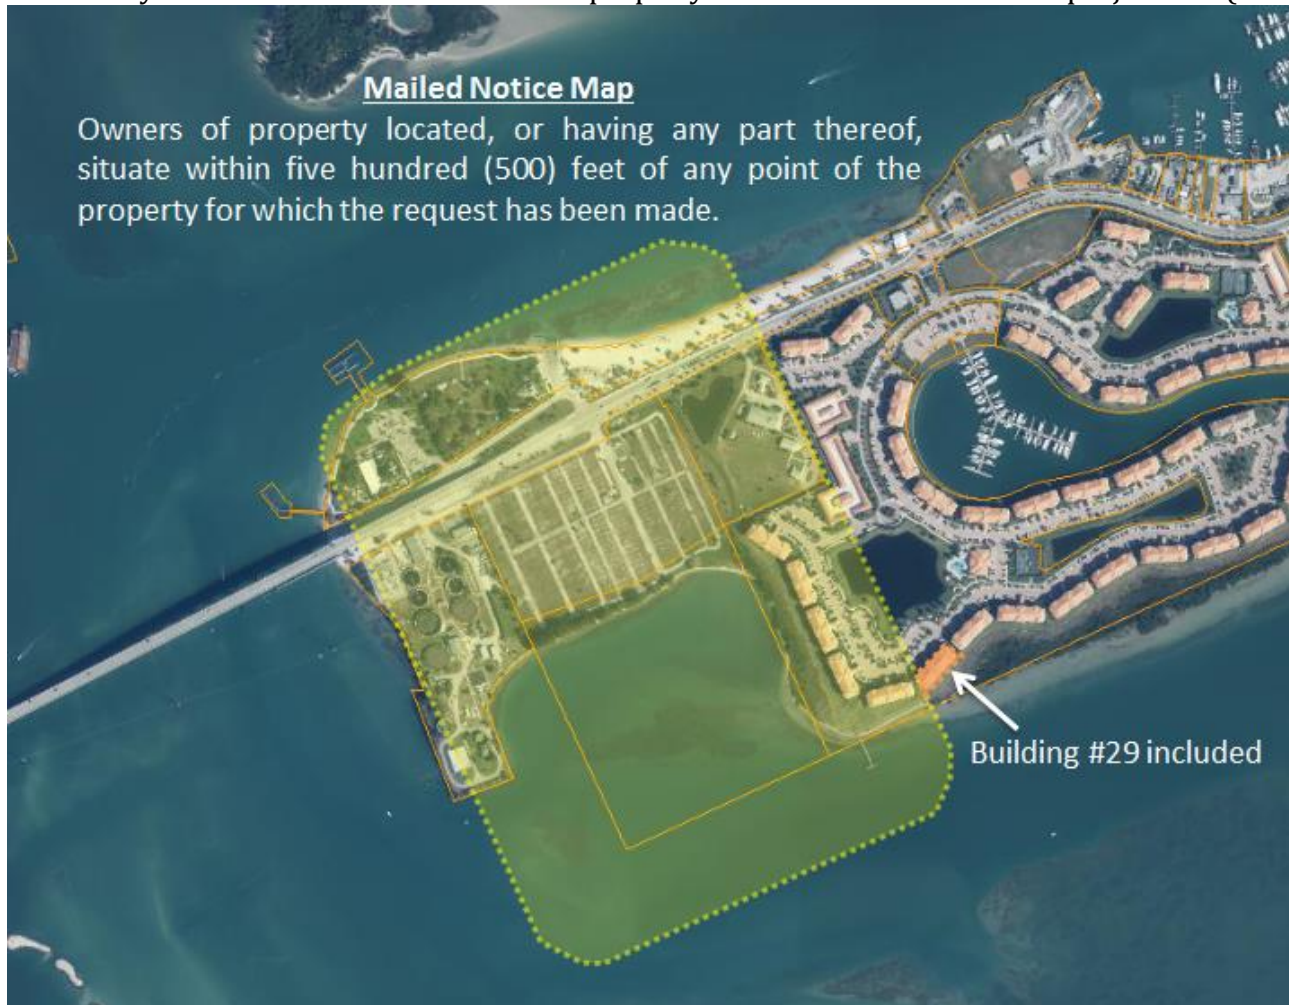 Mailed Notice Map
Owners of property located, or having any part thereof,
situate within five hundred (500) feet of any point of the
property for which the request has been made.
Building #29 included